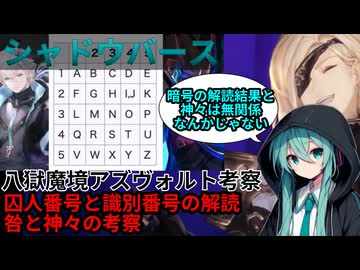 シャドウバース
2 3 4 5
1 A B C D E
2 F G H I,J K
3 L M N O P
4 Q R S T U
5 V W X Y Z
暗号の解読結果と
神々は無関係
なんかじゃない
八獄魔境アズヴォルト考察
囚人番号と識別番号の解読
咎と神々の考察